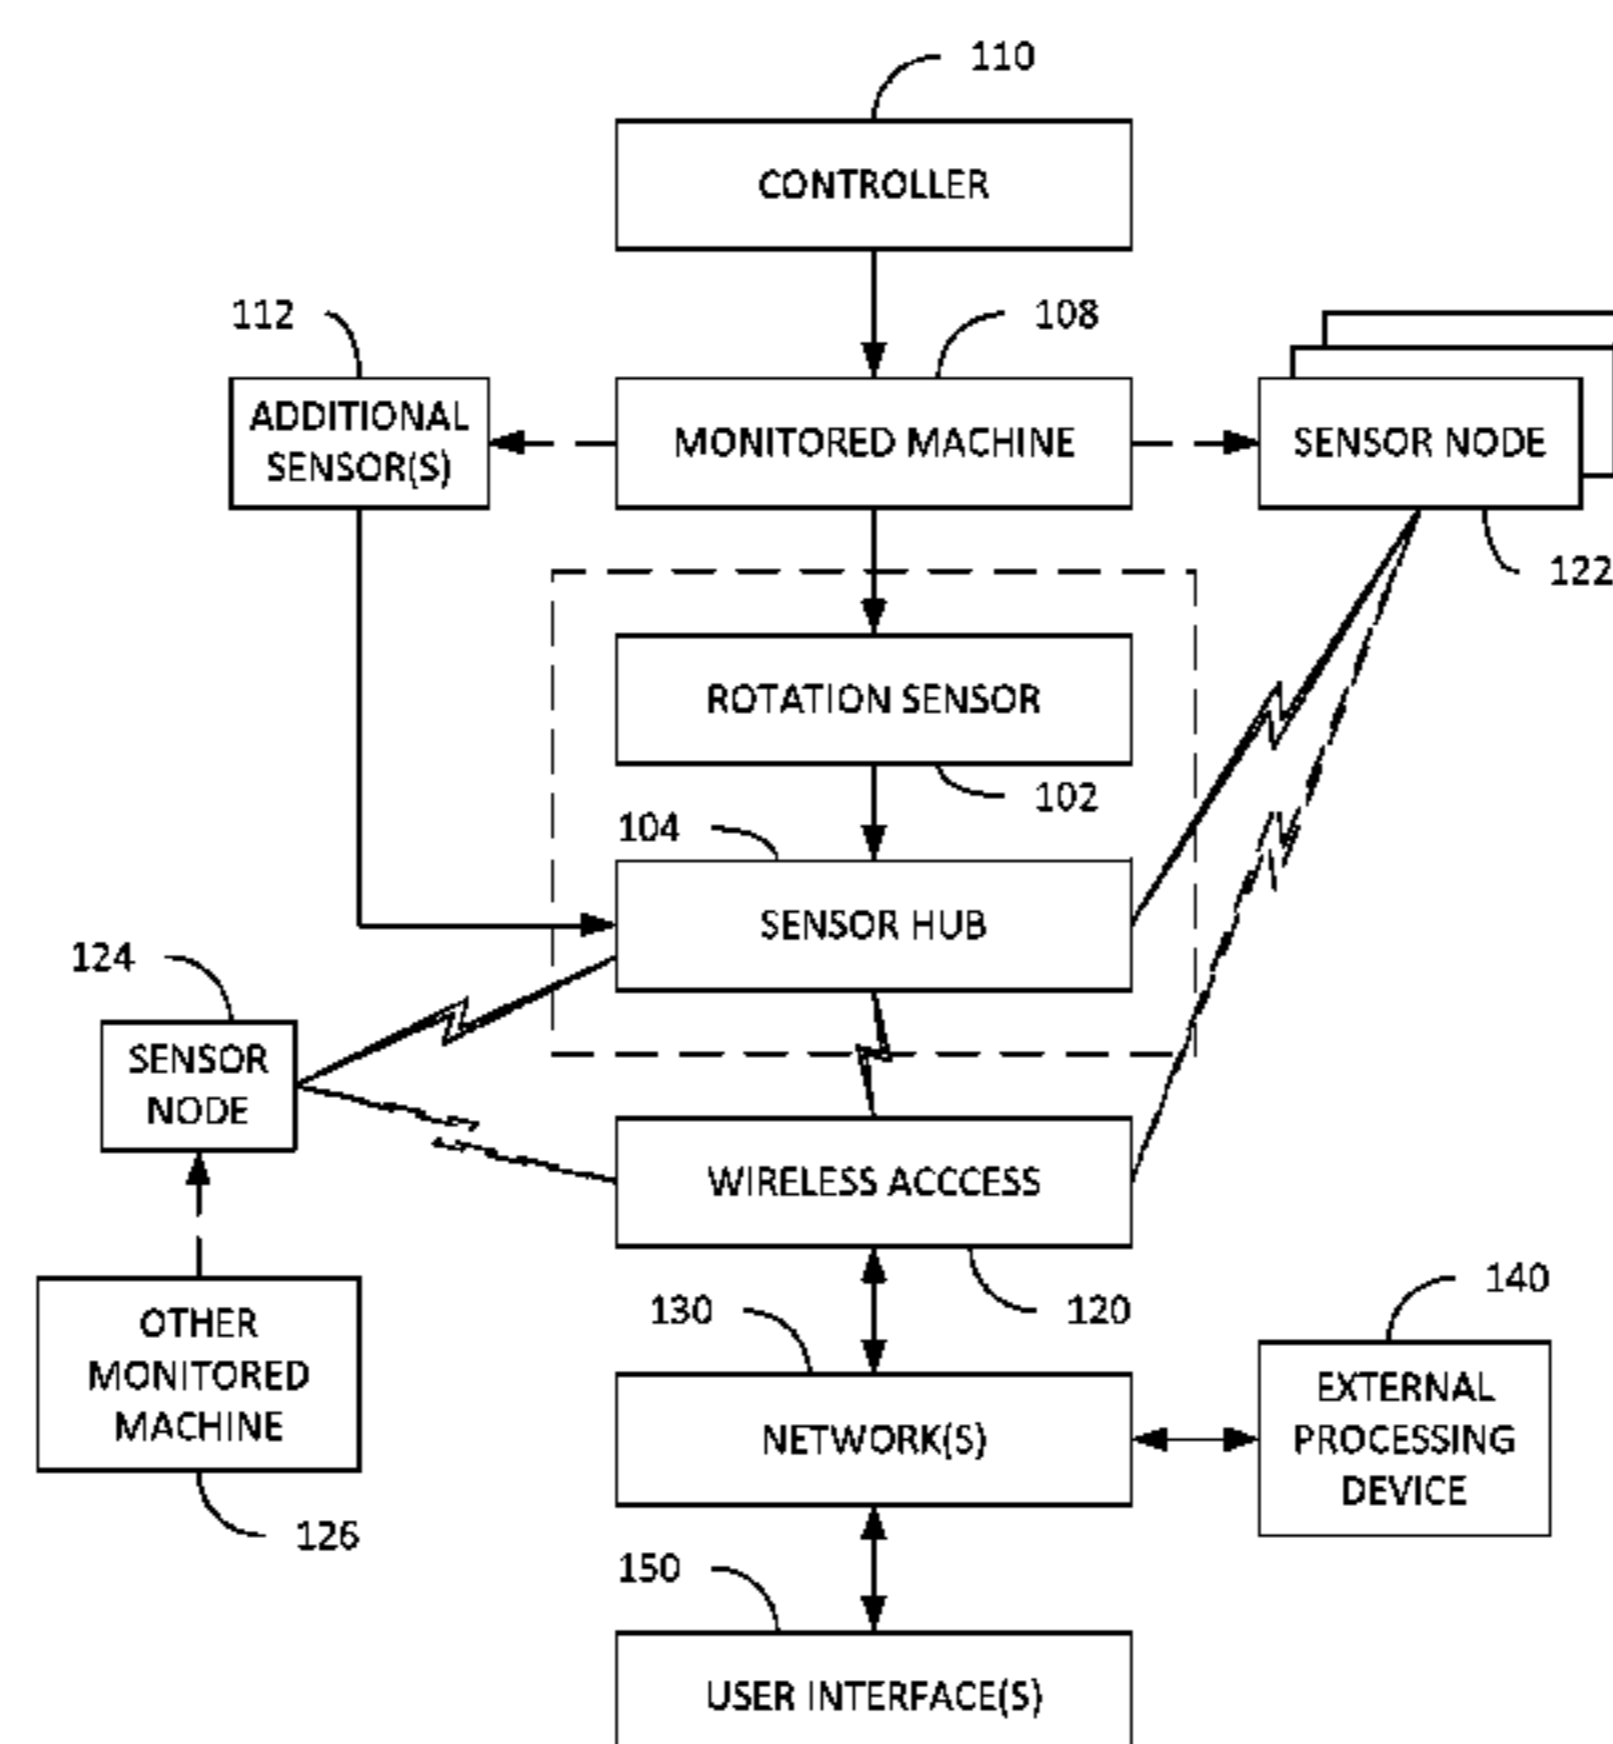 110
CONTROLLER
112
108
ADDITIONAL
SENSOR(S)
MONITORED MACHINE
SENSOR NODE
122
ROTATION SENSOR
102
104
SENSOR HUB
124
SENSOR
NODE
WIRELESS ACCCESS
120
OTHER
MONITORED
MACHINE
126
130
140
NETWORK(S)
EXTERNAL
PROCESSING
DEVICE
150
USER INTERFACE(S)